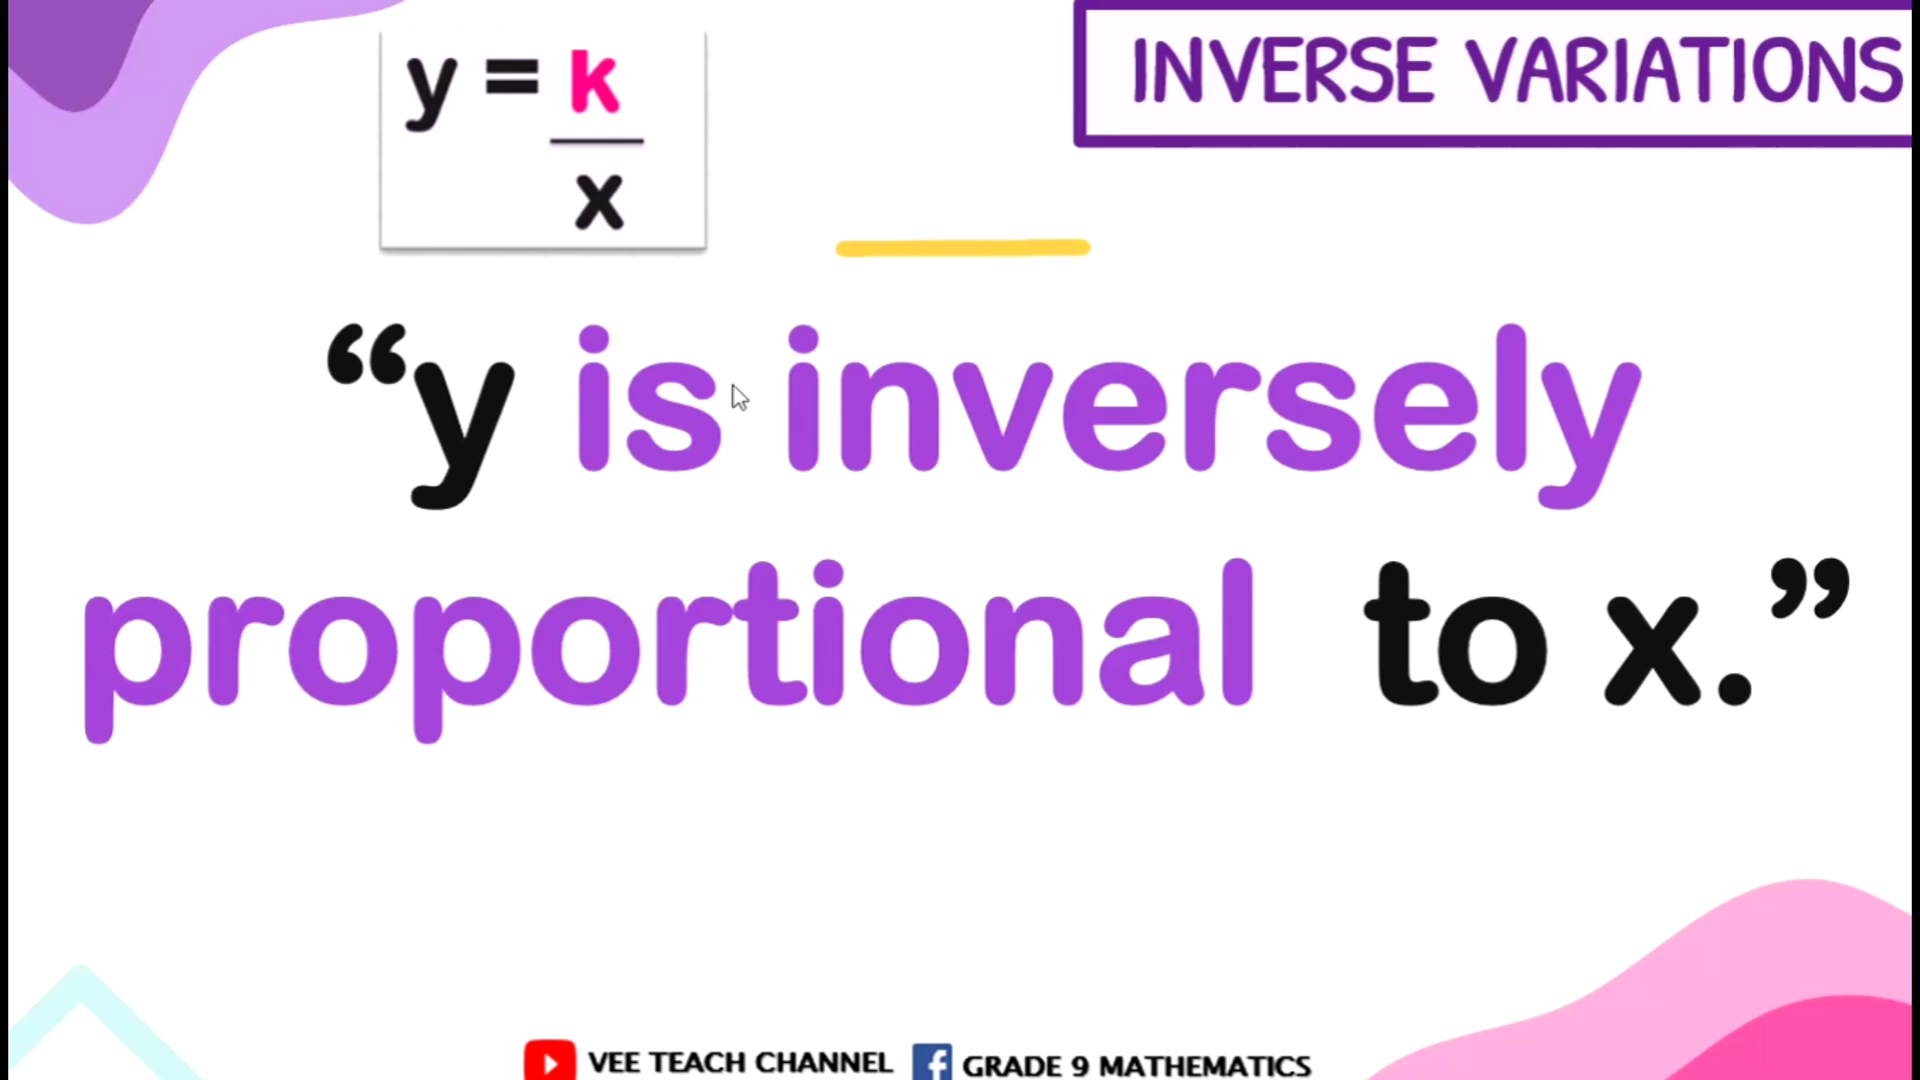 y = k
x
INVERSE VARIATIONS
“y is inversely
proportional to x.”
VEE TEACH CHANNEL f GRADE 9 MATHEMATICS